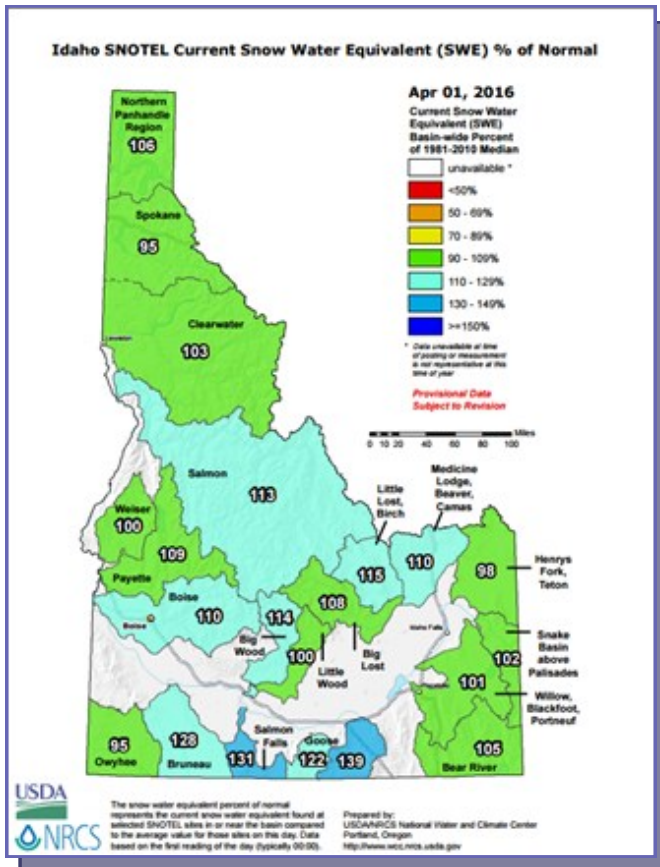 Idaho SNOTEL Current Snow Water Equivalent (SWE) % of Normal
Apr 01, 2016
Current Snow Water
Equivalent (SWE)
Basin-wide Percent
of 1981-2010 Median
unavailable *
<50%
50 - 69%
70 - 89%
90 - 109%
110 - 129%
130 - 149%
>=150%
* Data unavailable at time
of posting or measurement
is not representative at this
time of year
Provisional Data
Subject to Revision
Miles
0 10 20 40 60 80 100
Northern
Panhandle
Region
106
Spokane
95
Clearwater
103
Lewiston
Salmon
113
Weiser
100
109
Payette
Boise
110
Boise
Little
Lost,
Birch
115
Medicine
Lodge,
Beaver,
Camas
110
98
Henrys
Fork,
Teton
114
Big
Wood
108
100
Little
Wood
Big
Lost
Idaho Falls
Snake
Basin
above
Palisades
102
101
Willow,
Blackfoot,
Portneuf
95
Owyhee
128
Bruneau
Salmon
Falls
131
Goose
122
139
105
Bear River
USDA
NRCS
The snow water equivalent percent of normal
represents the current snow water equivalent found at
selected SNOTEL sites in or near the basin compared
to the average value for those sites on this day. Data
based on the first reading of the day (typically 00:00).
Prepared by:
USDA/NRCS National Water and Climate Center
Portland, Oregon
http://www.wcc.nrcs.usda.gov